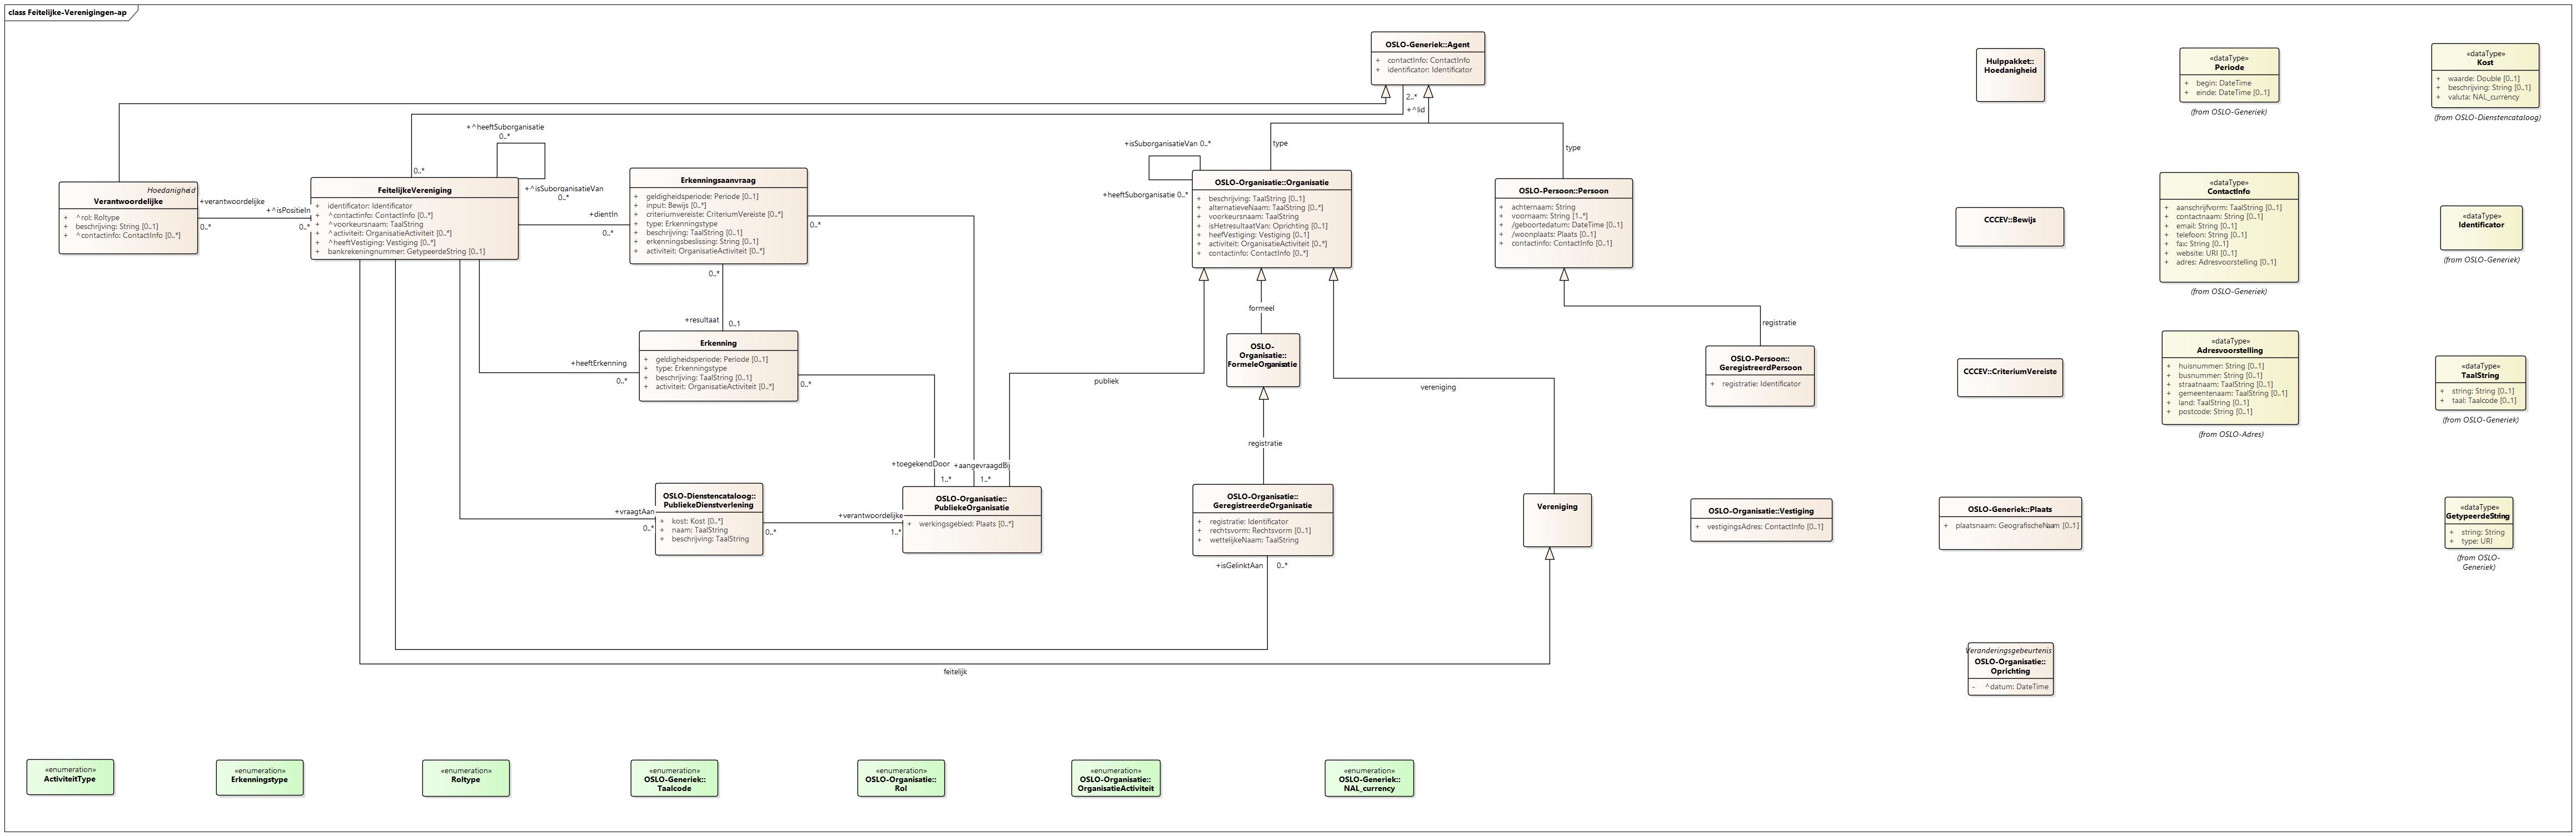 class Feitelijke-Verenigingen-ap
OSLO-Generiek::Agent
+ contactInfo: ContactInfo
+ identificator: Identificator
2..*
+^lid
type
type
Hulppakket::
Hoedanigheid
«dataType»
Periode
+ begin: DateTime
+ einde: DateTime [0..1]
(from OSLO-Generiek)
«dataType»
Kost
+ waarde: Double [0..1]
+ beschrijving: String [0..1]
+ valuta: NAL_currency
(from OSLO-Dienstencataloog)
+^heeftSuborganisatie
0..*
+^isSuborganisatieVan
0..*
0..*
Hoedanigheid
Verantwoordelijke
+ ^rol: Roltype
+ beschrijving: String [0..1]
+ ^contactinfo: ContactInfo [0..*]
+verantwoordelijke
0..*
+^isPositieIn
0..*
FeitelijkeVereniging
+ identificator: Identificator
+ ^contactinfo: ContactInfo [0..*]
+ ^voorkeursnaam: TaalString
+ ^activiteit: OrganisatieActiviteit [0..*]
+ ^heeftVestiging: Vestiging [0..*]
+ bankrekeningnummer: GetypeerdeString [0..1]
+dientIn
0..*
Erkenningsaanvraag
+ geldigheidsperiode: Periode [0..1]
+ input: Bewijs [0..*]
+ criteriumvereiste: CriteriumVereiste [0..*]
+ type: Erkenningstype
+ beschrijving: TaalString [0..1]
+ erkenningsbeslissing: String [0..1]
+ activiteit: OrganisatieActiviteit [0..*]
0..*
0..*
+resultaat
0..1
+isSuborganisatieVan 0..*
+heeftSuborganisatie 0..*
OSLO-Organisatie::Organisatie
+ beschrijving: TaalString [0..1]
+ alternatieveNaam: TaalString [0..*]
+ voorkeursnaam: TaalString
+ isHetresultaatVan: Oprichting [0..1]
+ heefVestiging: Vestiging [0..1]
+ activiteit: OrganisatieActiviteit [0..*]
+ contactinfo: ContactInfo [0..*]
OSLO-Persoon::Persoon
+ achternaam: String
+ voornaam: String [1..*]
+ /geboortedatum: DateTime [0..1]
+ /woonplaats: Plaats [0..1]
+ contactinfo: ContactInfo [0..1]
CCCEV::Bewijs
«dataType»
ContactInfo
+ aanschrijfvorm: TaalString [0..1]
+ contactnaam: String [0..1]
+ email: String [0..1]
+ telefoon: String [0..1]
+ fax: String [0..1]
+ website: URI [0..1]
+ adres: Adresvoorstelling [0..1]
(from OSLO-Generiek)
«dataType»
Identificator
(from OSLO-Generiek)
+heeftErkenning
0..*
Erkenning
+ geldigheidsperiode: Periode [0..1]
+ type: Erkenningstype
+ beschrijving: TaalString [0..1]
+ activiteit: OrganisatieActiviteit [0..*]
0..*
publiek
formeel
OSLO-
Organisatie::
FormeleOrganisatie
vereniging
registratie
OSLO-Persoon::
GeregistreerdPersoon
+ registratie: Identificator
CCCEV::CriteriumVereiste
«dataType»
Adresvoorstelling
+ huisnummer: String [0..1]
+ busnummer: String [0..1]
+ straatnaam: TaalString [0..1]
+ gemeentenaam: TaalString [0..1]
+ land: TaalString [0..1]
+ postcode: String [0..1]
(from OSLO-Adres)
«dataType»
TaalString
+ string: String [0..1]
+ taal: Taalcode [0..1]
(from OSLO-Generiek)
registratie
+toegekendDoor
1..*
+aangevraagdBij
1..*
+vraagtAan
0..*
OSLO-Dienstencataloog::
PubliekeDienstverlening
+ kost: Kost [0..*]
+ naam: TaalString
+ beschrijving: TaalString
0..*
+verantwoordelijke
1..*
OSLO-Organisatie::
PubliekeOrganisatie
+ werkingsgebied: Plaats [0..*]
OSLO-Organisatie::
GeregistreerdeOrganisatie
+ registratie: Identificator
+ rechtsvorm: Rechtsvorm [0..1]
+ wettelijkeNaam: TaalString
+isGelinktAan
0..*
Vereniging
OSLO-Organisatie::Vestiging
+ vestigingsAdres: ContactInfo [0..1]
OSLO-Generiek::Plaats
+ plaatsnaam: GeografischeNaam [0..1]
«dataType»
GetypeerdeString
+ string: String
+ type: URI
(from OSLO-
Generiek)
feitelijk
Veranderingsgebeurtenis
OSLO-Organisatie::
Oprichting
- ^datum: DateTime
«enumeration»
ActiviteitType
«enumeration»
Erkenningstype
«enumeration»
Roltype
«enumeration»
OSLO-Generiek::
Taalcode
«enumeration»
OSLO-Organisatie::
Rol
«enumeration»
OSLO-Organisatie::
OrganisatieActiviteit
«enumeration»
OSLO-Generiek::
NAL_currency